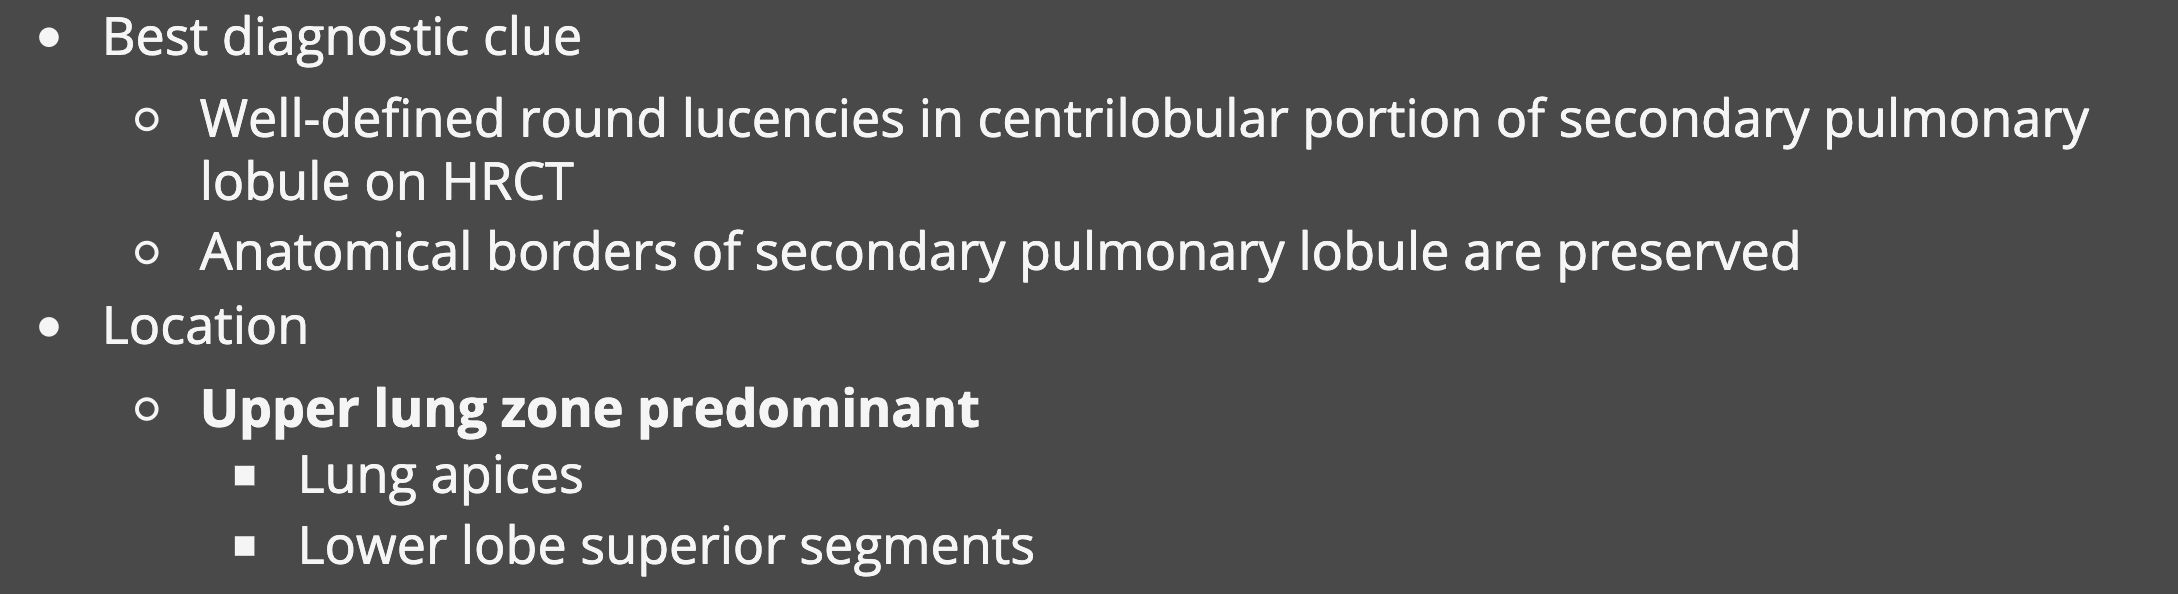 Best diagnostic clue
Well-defined round lucencies in centrilobular portion of secondary pulmonary
lobule on HRCT
Anatomical borders of secondary pulmonary lobule are preserved
Location
Upper lung zone predominant
Lung apices
Lower lobe superior segments